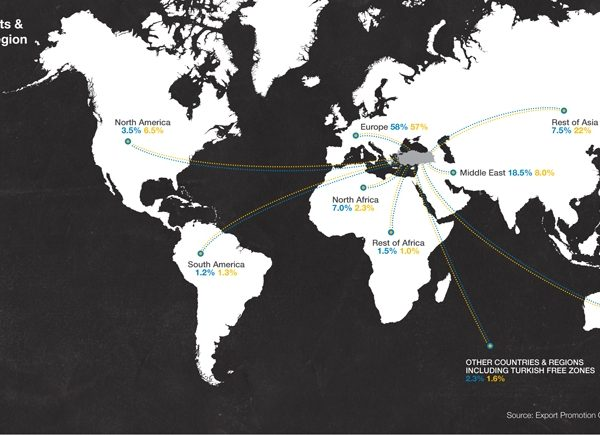 ts &
gion
North America
3.5% 6.5%
Europe 58% 57%
Rest of Asia
7.5% 22%
Middle East 18.5% 8.0%
North Africa
7.0% 2.3%
Rest of Africa
1.5% 1.0%
South America
1.2% 1.3%
OTHER COUNTRIES & REGIONS
INCLUDING TURKISH FREE ZONES
2.3% 1.6%
Source: Export Promotion